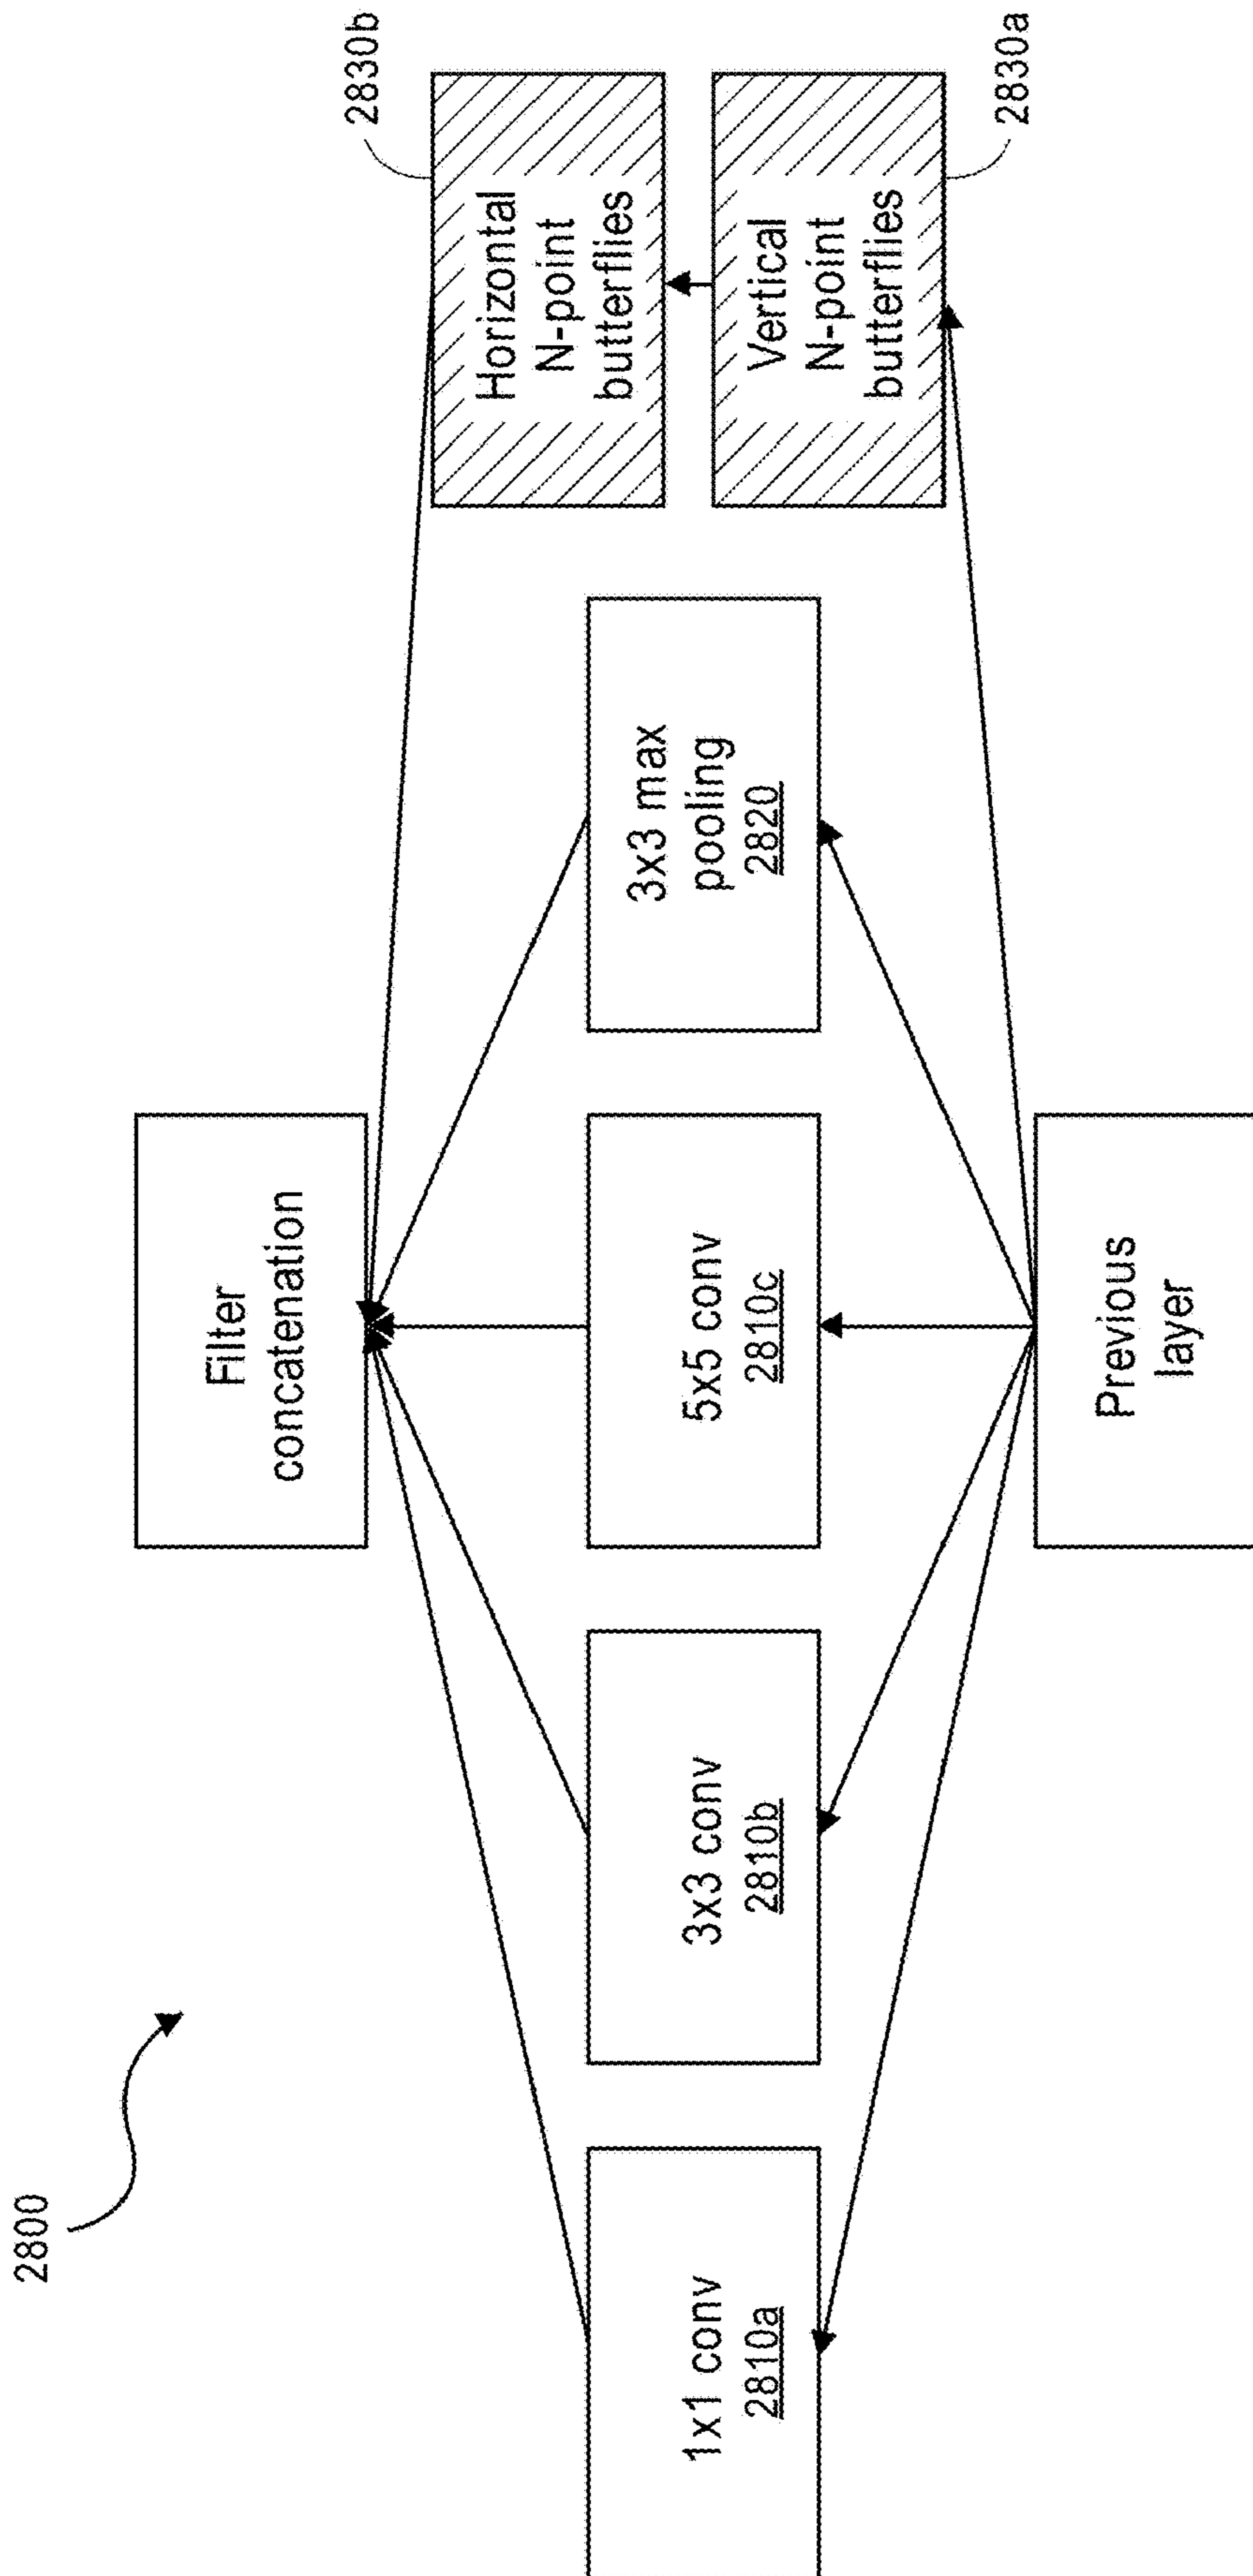 2800
Filter
concatenation
2830b
Horizontal
N-point
butterflies
1x1 conv
2810a
3x3 conv
2810b
5x5 conv
2810c
3x3 max
pooling
2820
Vertical
N-point
butterflies
2830a
Previous
layer